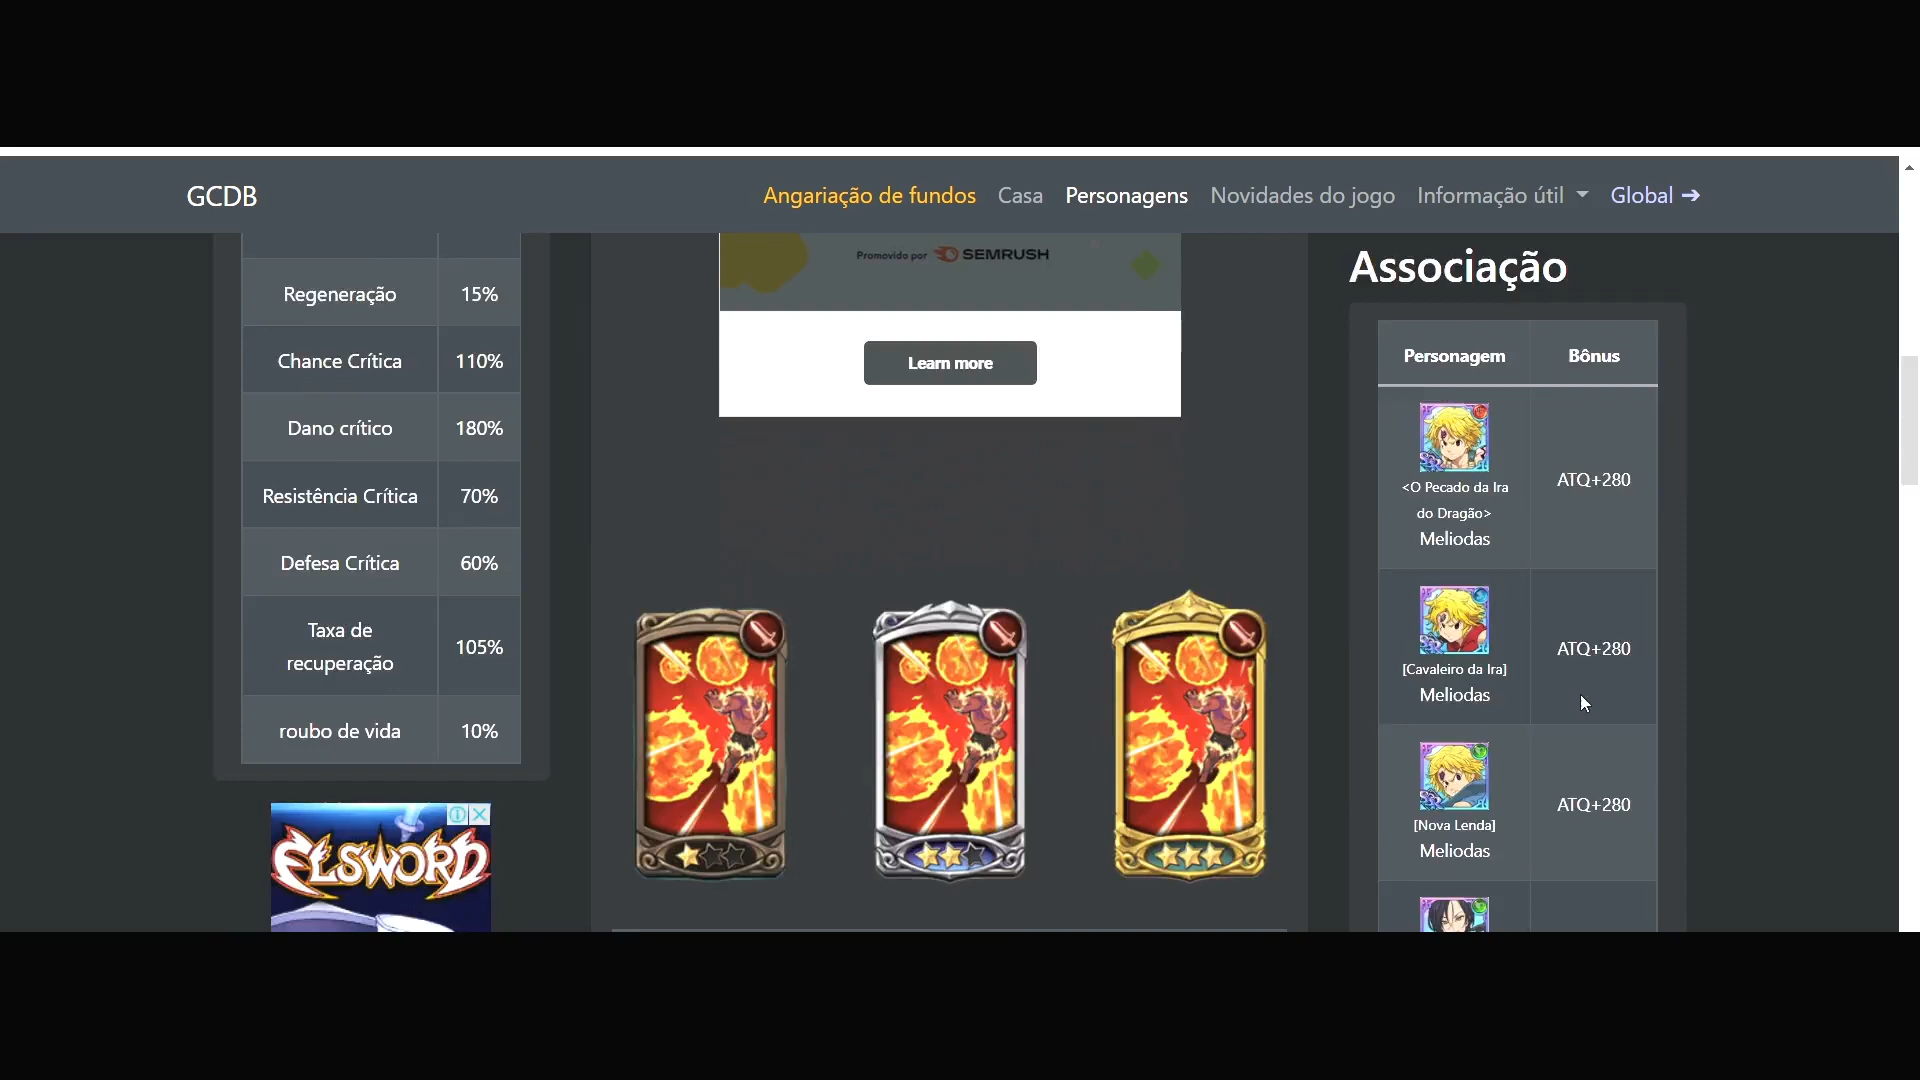 GCDB
Angariação de fundos
Casa
Personagens
Novidades do jogo
Informação útil
Global ➔
Regeneração 15%
Chance Crítica 110%
Dano crítico 180%
Resistência Crítica 70%
Defesa Crítica 60%
Taxa de
recuperação 105%
roubo de vida 10%
ELSWORD
Promovido por SEMRUSH
Learn more
Associação
Personagem Bônus
<O Pecado da Ira
do Dragão>
Meliodas
ATQ+280
[Cavaleiro da Ira]
Meliodas
ATQ+280
[Nova Lenda]
Meliodas
ATQ+280